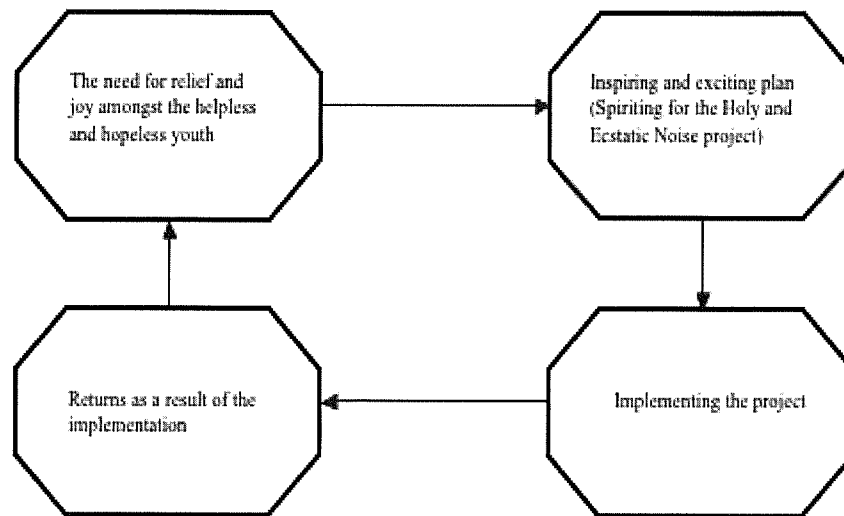 The need for relief and
joy amongst the helpless
and hopeless youth
Inspiring and exciting plan
(Spiriting for the Holy and
Ecstatic Noise project)
Returns as a result of the
implementation
Implementing the project